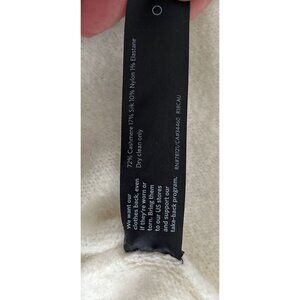 72% Cashmere 17% Silk 10% Nylon 1% Elastane
Dry clean only
We want our
clothes back, even
if they're worn or
torn. Bring them
to our US stores
and support our
take-back program.